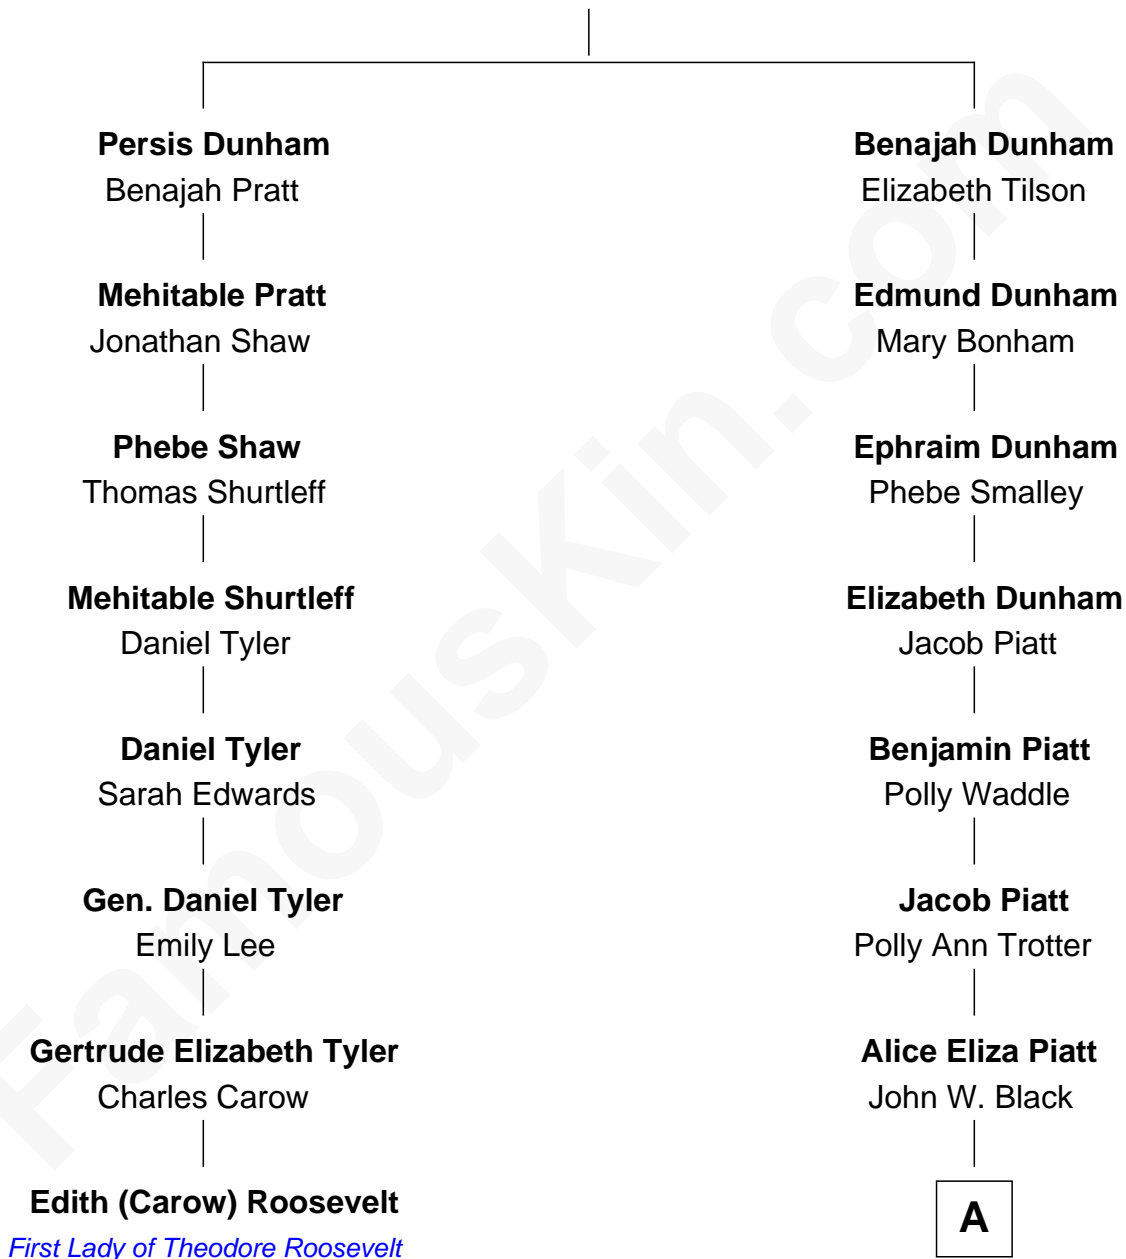 Persis Dunham
Benajah Pratt
Mehitable Pratt
Jonathan Shaw
Phebe Shaw
Thomas Shurtleff
Mehitable Shurtleff
Daniel Tyler
Daniel Tyler
Sarah Edwards
Gen. Daniel Tyler
Emily Lee
Gertrude Elizabeth Tyler
Charles Carow
Edith (Carow) Roosevelt
First Lady of Theodore Roosevelt
Benajah Dunham
Elizabeth Tilson
Edmund Dunham
Mary Bonham
Ephraim Dunham
Phebe Smalley
Elizabeth Dunham
Jacob Piatt
Benjamin Piatt
Polly Waddle
Jacob Piatt
Polly Ann Trotter
Alice Eliza Piatt
John W. Black
A
FamousKin.com